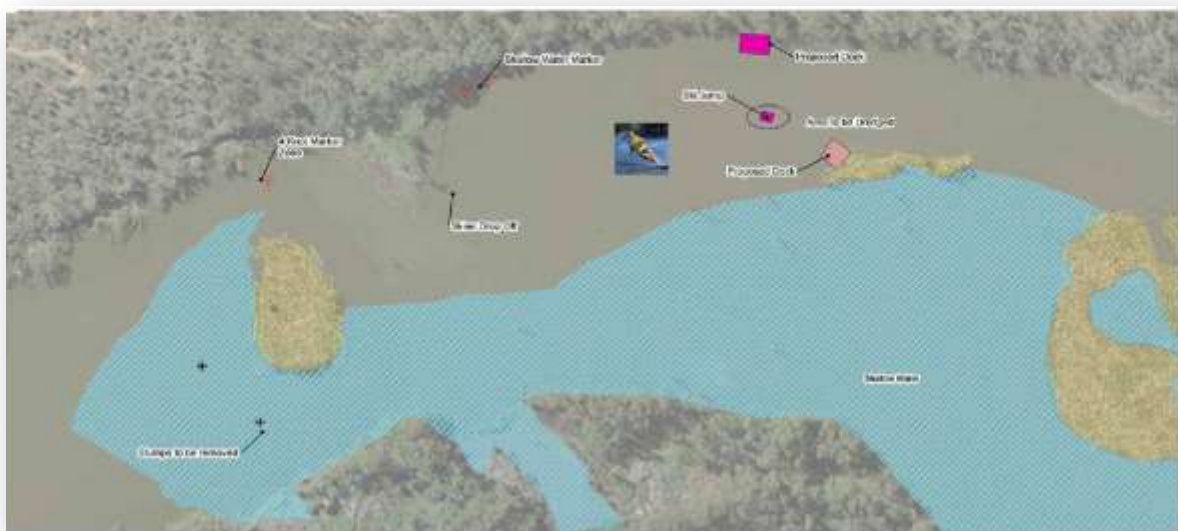 Proposed Dock
Shallow Water Marker
Ski Jump
Area to be Dredged
4 Knot Marker
Zone
Proposed Dock
Drop Off
Shallow Water
Stumps to be removed